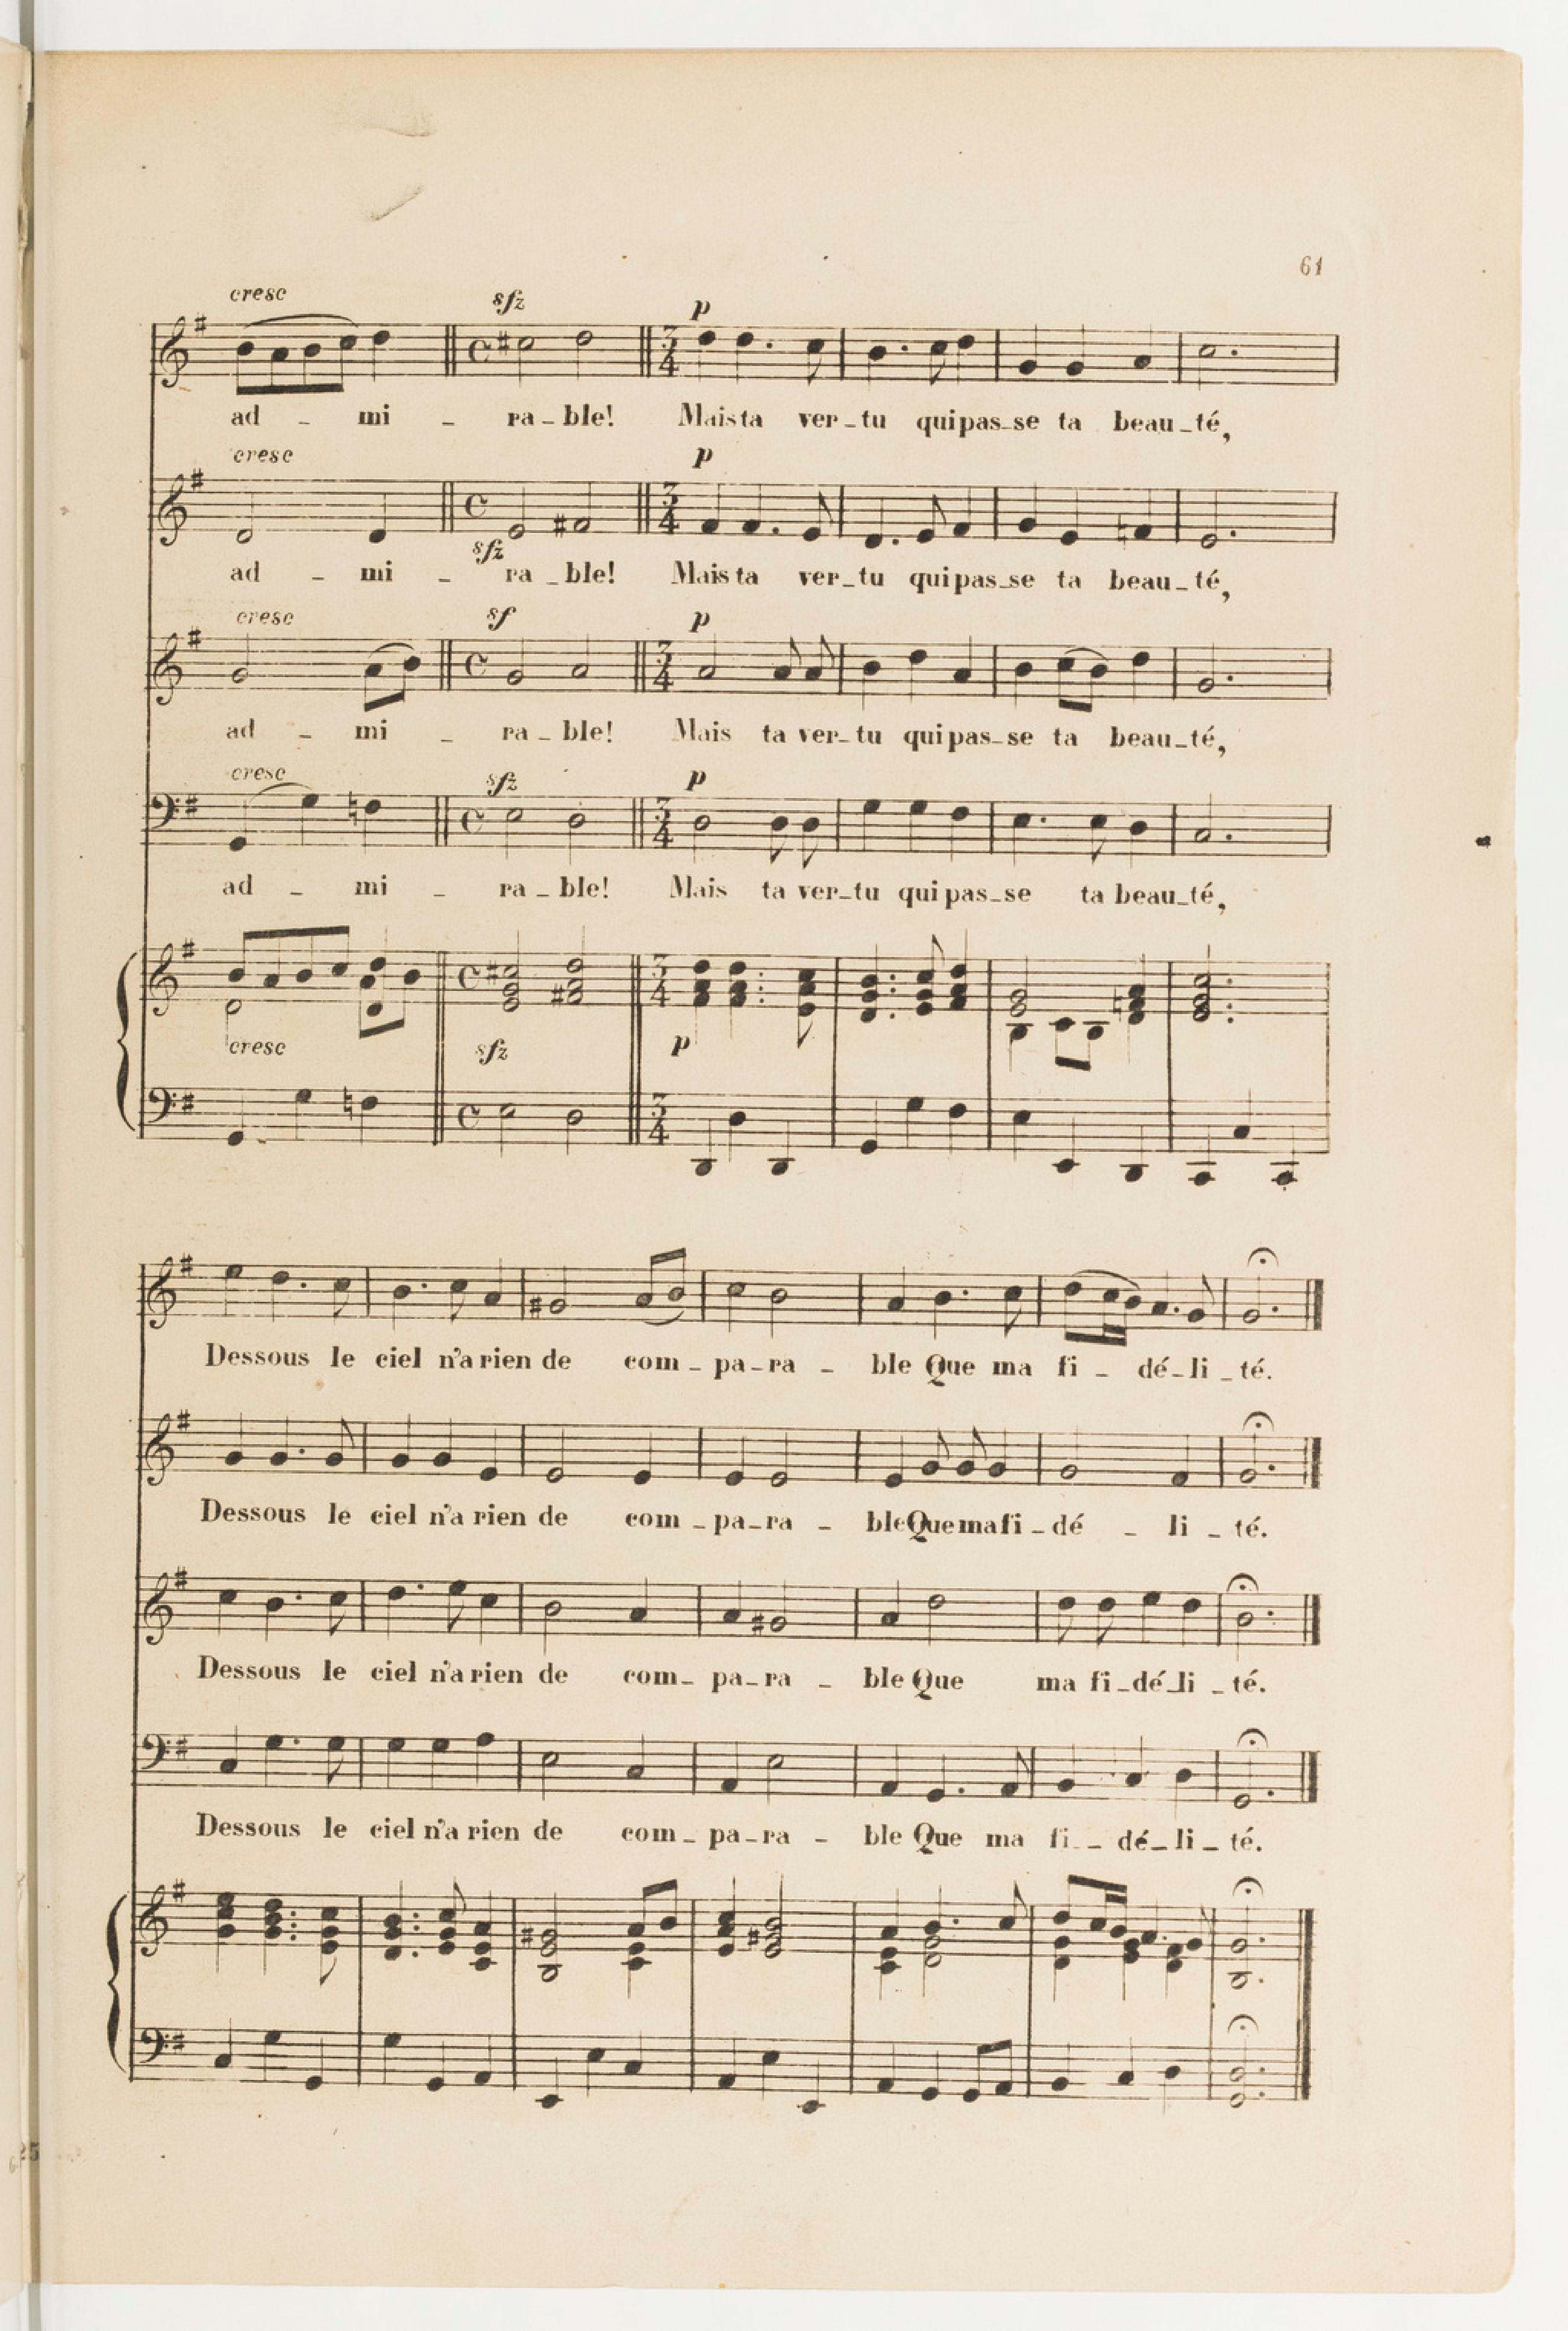 61
cresc sfz p
ad - mi - ra - ble! Mais ta ver - tu qui pas - se ta beau - té,
cresc p
sfz
ad - mi - ra - ble! Mais ta ver - tu qui pas - se ta beau - té,
cresc sf p
ad - mi - ra - ble! Mais ta ver - tu qui pas - se ta beau - té,
cresc sfz p
ad - mi - ra - ble! Mais ta ver - tu qui pas - se ta beau - té,
C 3 4
cresc sfz p
C 3 4
Dessous le ciel n'a rien de com - pa - ra - ble Que ma fi - dé - li - té.
Dessous le ciel n'a rien de com - pa - ra - ble Que ma fi - dé - li - té.
Dessous le ciel n'a rien de com - pa - ra - ble Que ma fi - dé - li - té.
Dessous le ciel n'a rien de com - pa - ra - ble Que ma fi - dé - li - té.